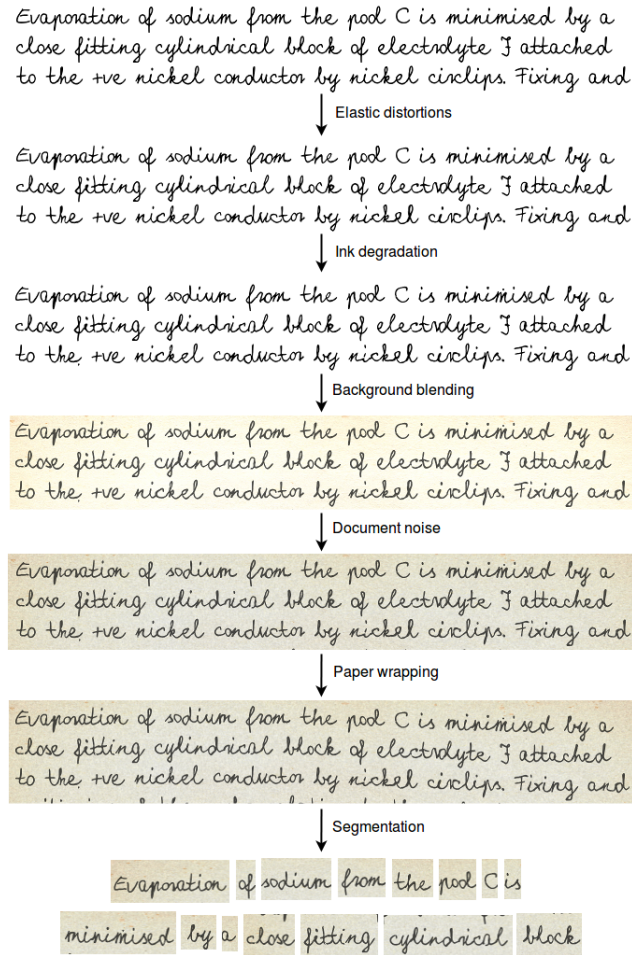 Evaporation of sodium from the pool C is minimised by a
close fitting cylindrical block of electrolyte F attached
to the +ve nickel conductor by nickel circlips. Fixing and
Elastic distortions
Evaporation of sodium from the pool C is minimised by a
close fitting cylindrical block of electrolyte F attached
to the +ve nickel conductor by nickel circlips. Fixing and
Ink degradation
Evaporation of sodium from the pool C is minimised by a
close fitting cylindrical block of electrolyte F attached
to the +ve nickel conductor by nickel circlips. Fixing and
Background blending
Evaporation of sodium from the pool C is minimised by a
close fitting cylindrical block of electrolyte F attached
to the +ve nickel conductor by nickel circlips. Fixing and
Document noise
Evaporation of sodium from the pool C is minimised by a
close fitting cylindrical block of electrolyte F attached
to the +ve nickel conductor by nickel circlips. Fixing and
Paper wrapping
Evaporation of sodium from the pool C is minimised by a
close fitting cylindrical block of electrolyte F attached
to the +ve nickel conductor by nickel circlips. Fixing and
Segmentation
Evaporation of sodium from the pool C is
minimised by a close fitting cylindrical block